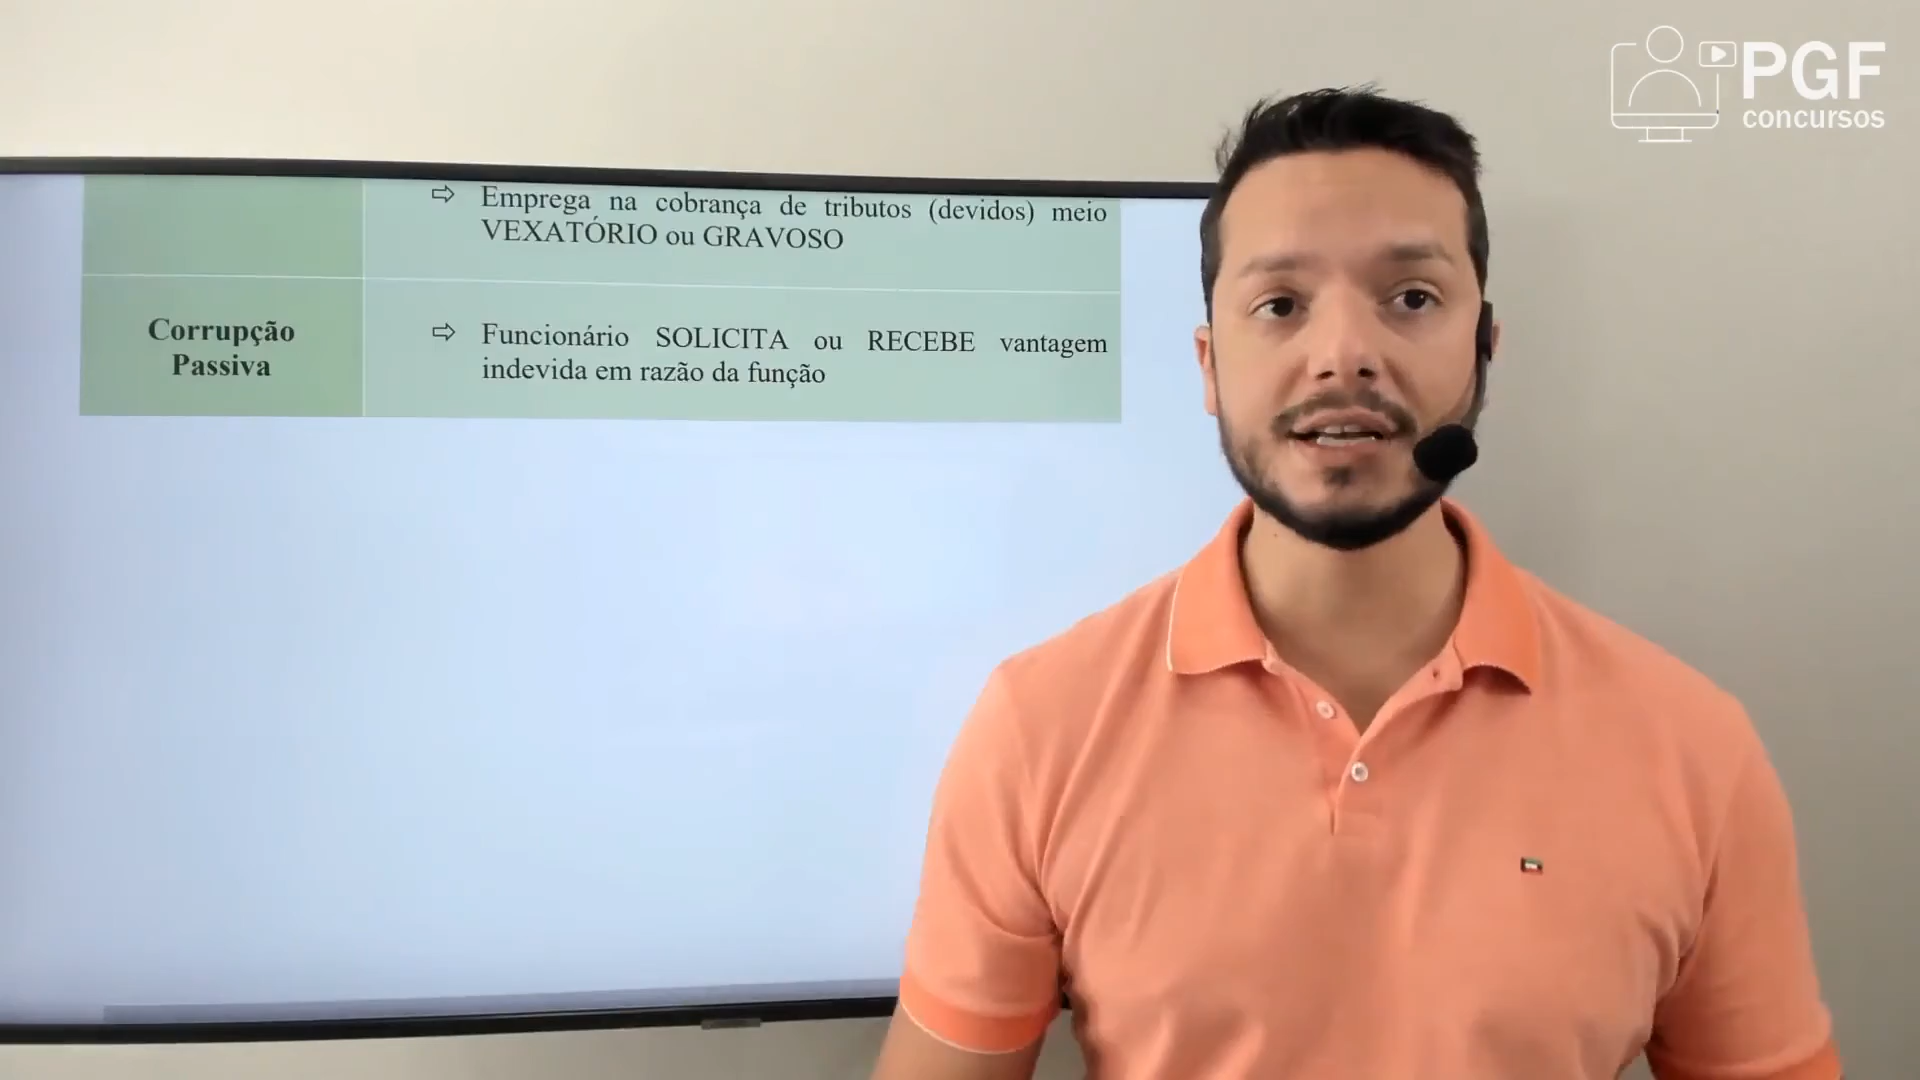 PGF
concursos
⇨ Emprega na cobrança de tributos (devidos) meio
VEXATÓRIO ou GRAVOSO
Corrupção
Passiva
⇨ Funcionário SOLICITA ou RECEBE vantagem
indevida em razão da função